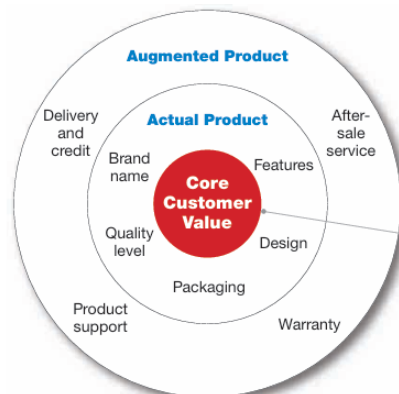 Augmented Product
Delivery
and
credit
After-
sale
service
Actual Product
Brand
name
Features
Core
Customer
Value
Quality
level
Design
Packaging
Product
support
Warranty